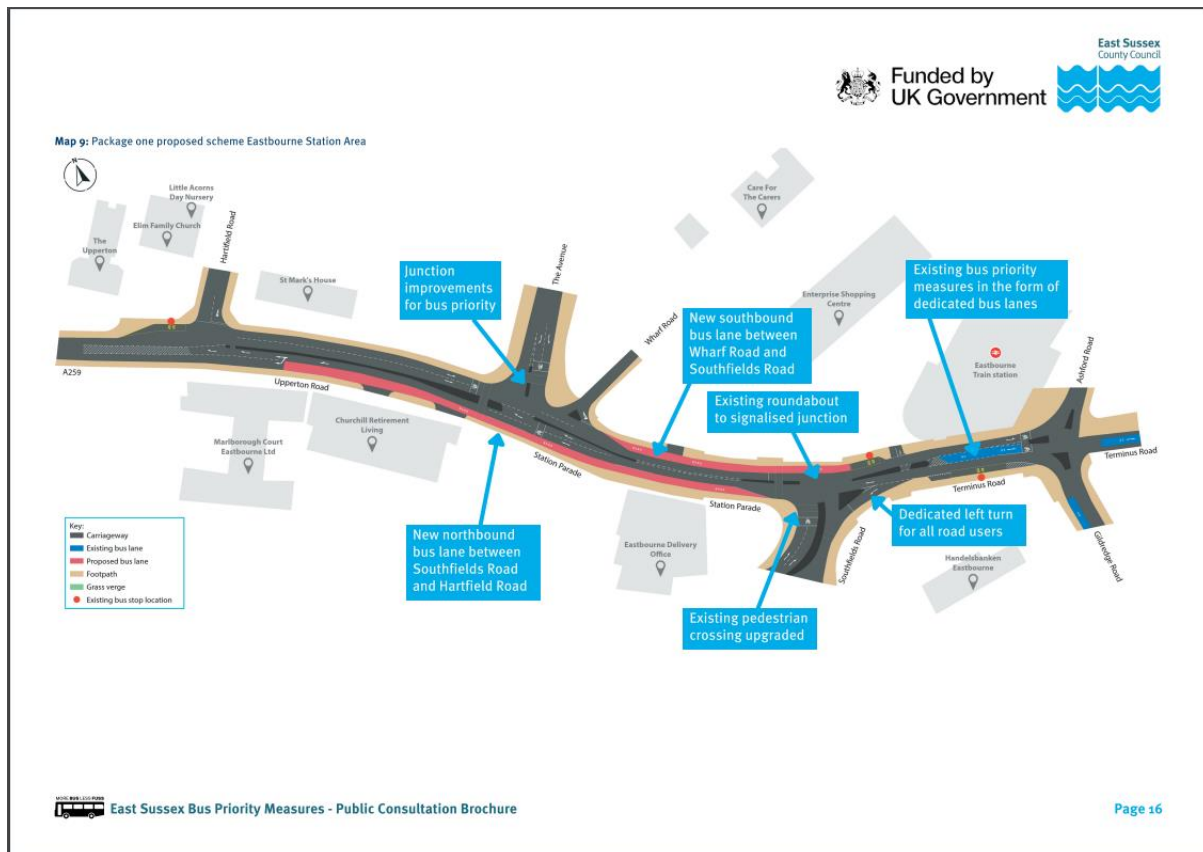 East Sussex
County Council
Funded by
UK Government
Map 9: Package one proposed scheme Eastbourne Station Area
N
Little Acorns
Day Nursery
Elim Family Church
The
Upperton
Hartifield Road
St Mark's House
Junction
improvements
for bus priority
The Avenue
Care For
The Carers
Wharf Road
New southbound
bus lane between
Wharf Road and
Southfields Road
Enterprise Shopping
Centre
Existing bus priority
measures in the form of
dedicated bus lanes
Eastbourne
Train station
Ashford Road
A259
Upperton Road
Existing roundabout
to signalised junction
Marlborough Court
Eastbourne Ltd
Churchill Retirement
Living
Station Parade
Station Parade
Terminus Road
Terminus Road
Gildredge Road
Southfields Road
Dedicated left turn
for all road users
Handelsbanken
Eastbourne
New northbound
bus lane between
Southfields Road
and Hartfield Road
Eastbourne Delivery
Office
Existing pedestrian
crossing upgraded
Key:
Carriageway
Existing bus lane
Proposed bus lane
Footpath
Grass verge
Existing bus stop location
MORE BUS LESS FUSS
East Sussex Bus Priority Measures - Public Consultation Brochure
Page 16